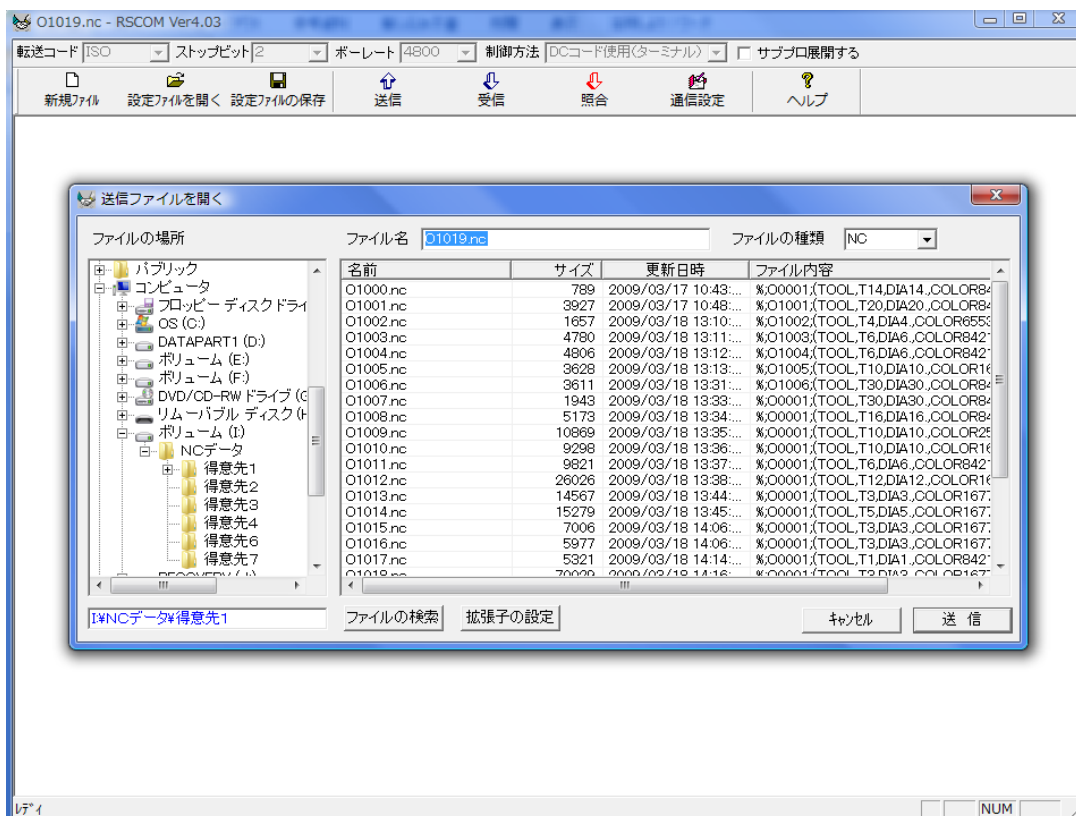 O1019.nc - RSCOM Ver4.03
転送コード ISO ストップビット 2 ボーレート 4800 制御方法 DCコード使用(ターミナル) サブプロ展開する
新規ファイル 設定ファイルを開く 設定ファイルの保存 送信 受信 照合 通信設定 ヘルプ
送信ファイルを開く
ファイルの場所 ファイル名 O1019.nc ファイルの種類 NC
パブリック
コンピュータ
フロッピー ディスク ドライ
OS (C:)
DATAPART1 (D:)
ボリューム (E:)
ボリューム (F:)
DVD/CD-RW ドライブ (G
リムーバブル ディスク (H
ボリューム (I:)
NCデータ
得意先1
得意先2
得意先3
得意先4
得意先6
得意先7
RECOVERY (J:)
I:¥NCデータ¥得意先1
名前 サイズ 更新日時 ファイル内容
O1000.nc 789 2009/03/17 10:43:... %;O0001;(TOOL,T14,DIA14.,COLOR84
O1001.nc 3927 2009/03/17 10:48:... %;O1001;(TOOL,T20,DIA20.,COLOR84
O1002.nc 1657 2009/03/18 13:10:... %;O1002;(TOOL,T4,DIA4.,COLOR6553
O1003.nc 4780 2009/03/18 13:11:... %;O1003;(TOOL,T6,DIA6.,COLOR842
O1004.nc 4806 2009/03/18 13:12:... %;O1004;(TOOL,T6,DIA6.,COLOR842
O1005.nc 3628 2009/03/18 13:13:... %;O1005;(TOOL,T10,DIA10.,COLOR16
O1006.nc 3611 2009/03/18 13:31:... %;O1006;(TOOL,T30,DIA30.,COLOR84
O1007.nc 1943 2009/03/18 13:33:... %;O0001;(TOOL,T30,DIA30.,COLOR84
O1008.nc 5173 2009/03/18 13:34:... %;O0001;(TOOL,T16,DIA16.,COLOR84
O1009.nc 10869 2009/03/18 13:35:... %;O0001;(TOOL,T10,DIA10.,COLOR25
O1010.nc 9298 2009/03/18 13:36:... %;O0001;(TOOL,T10,DIA10.,COLOR16
O1011.nc 9821 2009/03/18 13:37:... %;O0001;(TOOL,T6,DIA6.,COLOR842
O1012.nc 26026 2009/03/18 13:38:... %;O0001;(TOOL,T12,DIA12.,COLOR16
O1013.nc 14567 2009/03/18 13:44:... %;O0001;(TOOL,T3,DIA3.,COLOR167
O1014.nc 15279 2009/03/18 13:45:... %;O0001;(TOOL,T5,DIA5.,COLOR167
O1015.nc 7006 2009/03/18 14:06:... %;O0001;(TOOL,T3,DIA3.,COLOR167
O1016.nc 5977 2009/03/18 14:06:... %;O0001;(TOOL,T3,DIA3.,COLOR167
O1017.nc 5321 2009/03/18 14:14:... %;O0001;(TOOL,T1,DIA1.,COLOR842
O1018.nc 70029 2009/03/18 14:16: %;O0001;(TOOL,T3,DIA3.,COLOR167
ファイルの検索 拡張子の設定 キャンセル 送 信
レディ NUM